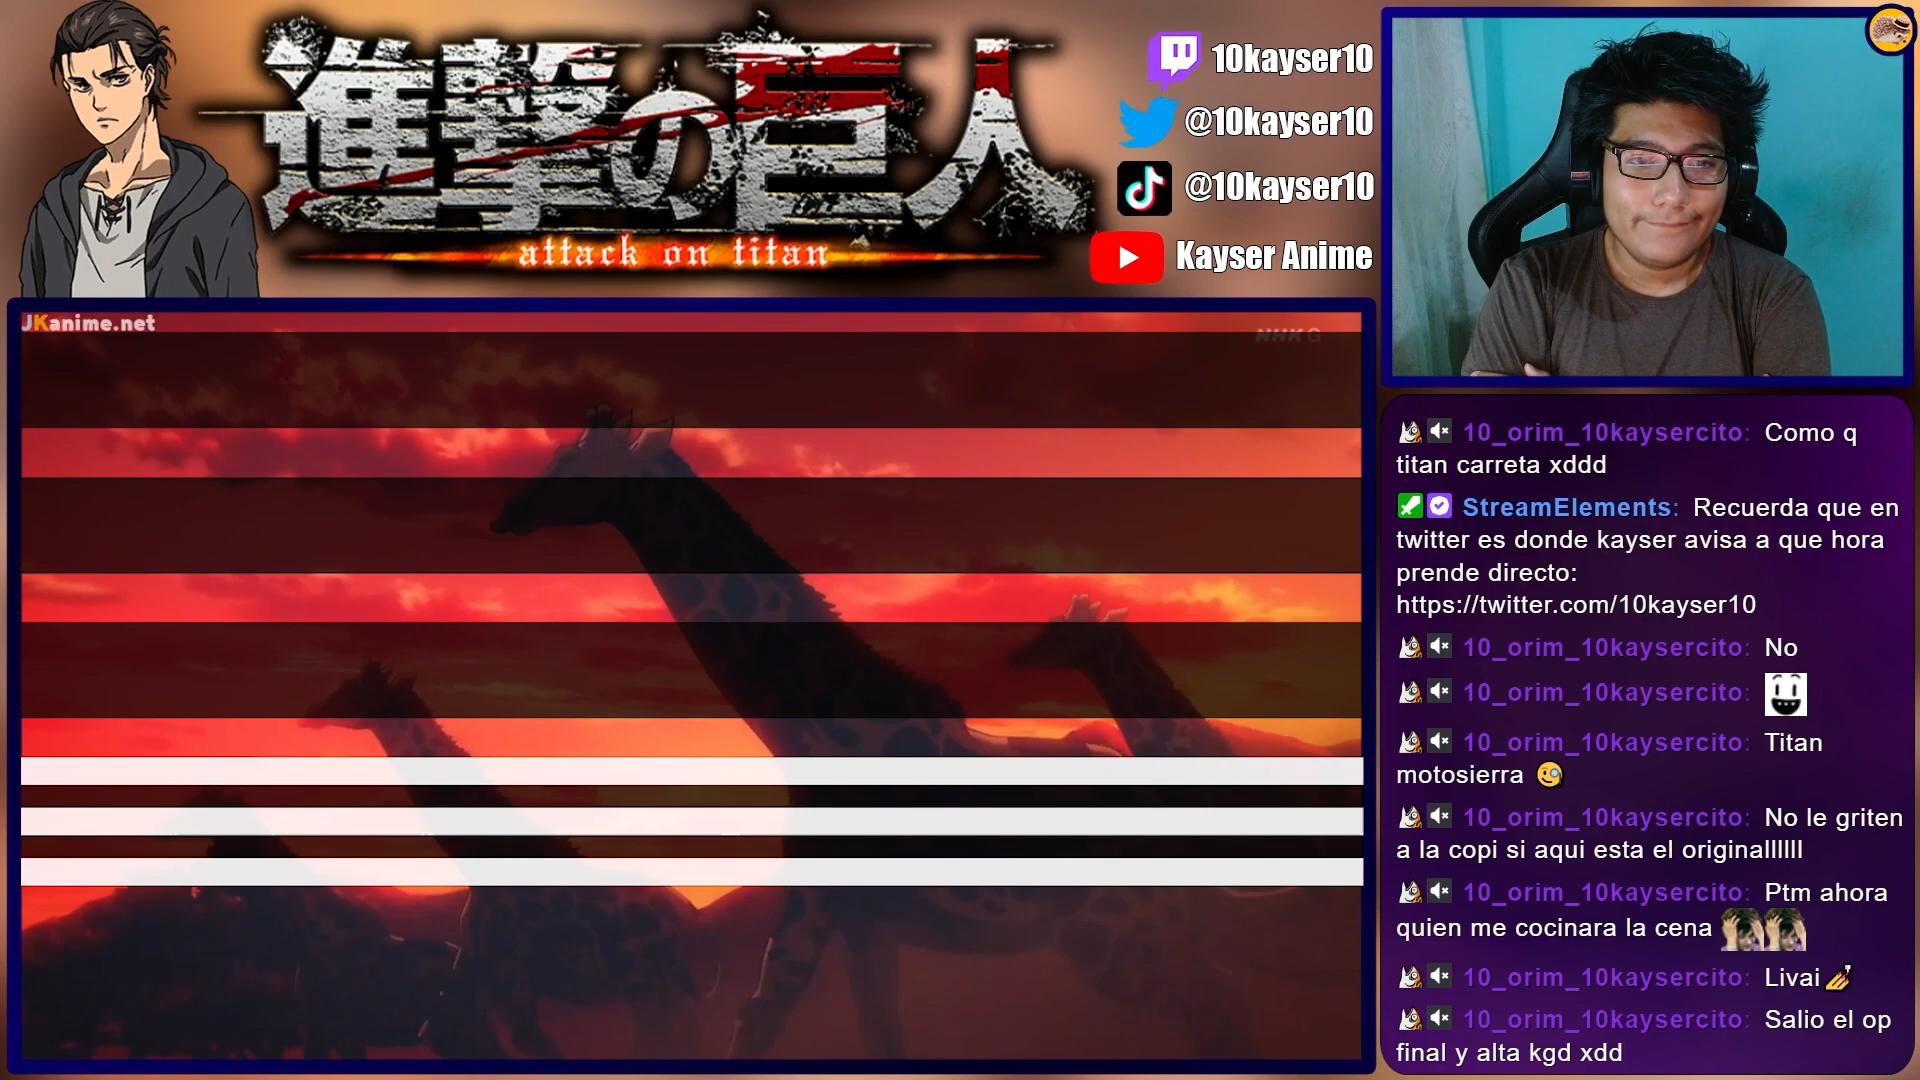 進撃の巨人
attack on titan
10kayser10
@10kayser10
@10kayser10
Kayser Anime
JKanime.net
NHK G
10_orim_10kaysercito: Como q
titan carreta xddd
StreamElements: Recuerda que en
twitter es donde kayser avisa a que hora
prende directo:
https://twitter.com/10kayser10
10_orim_10kaysercito: No
10_orim_10kaysercito:
10_orim_10kaysercito: Titan
motosierra 🧐
10_orim_10kaysercito: No le griten
a la copi si aqui esta el originallllll
10_orim_10kaysercito: Ptm ahora
quien me cocinara la cena
10_orim_10kaysercito: Livai💅
10_orim_10kaysercito: Salio el op
final y alta kgd xdd